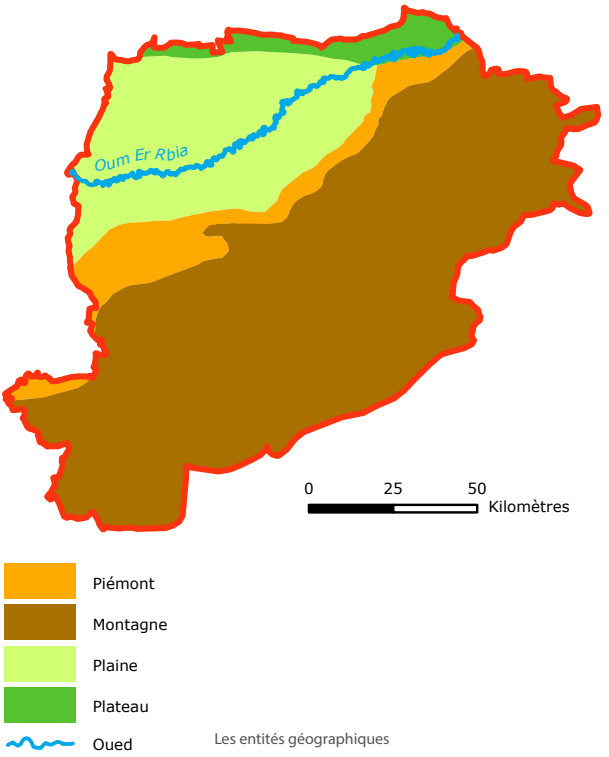 Oum Er Rbia
0 25 50
Kilomètres
Piémont
Montagne
Plaine
Plateau
Oued
Les entités géographiques